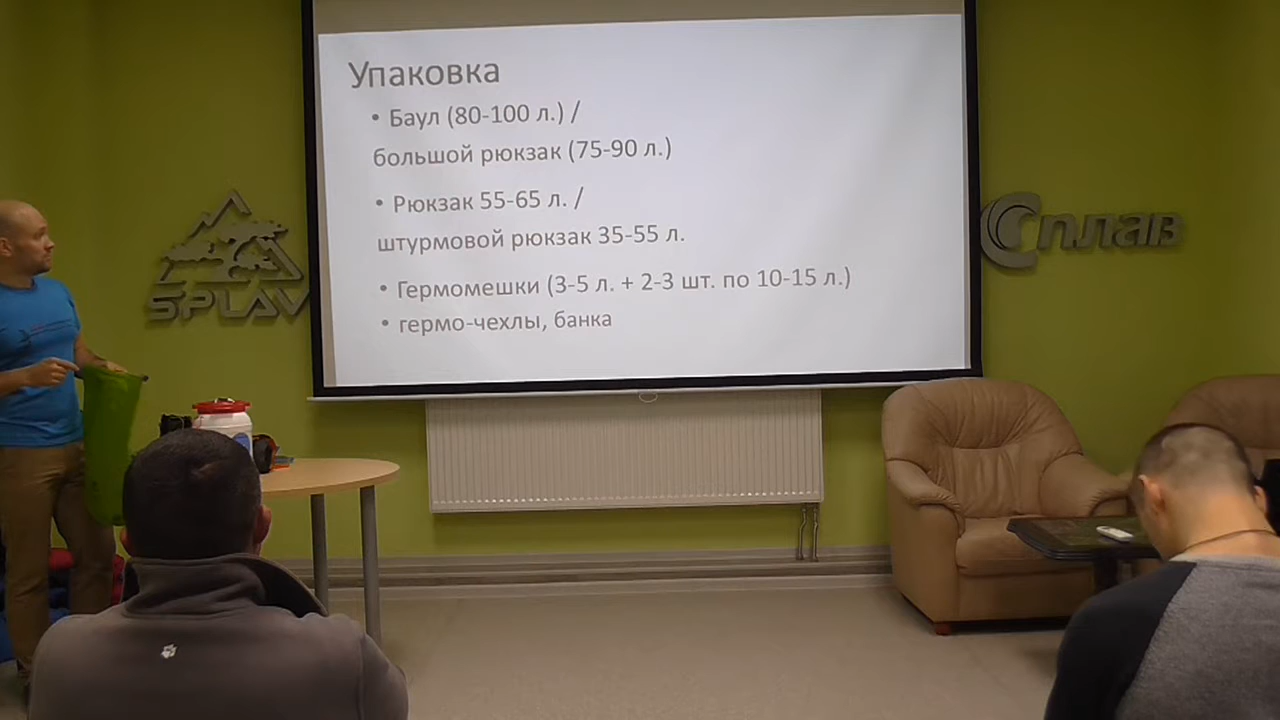 Упаковка
• Баул (80-100 л.) /
большой рюкзак (75-90 л.)
• Рюкзак 55-65 л. /
штурмовой рюкзак 35-55 л.
• Гермомешки (3-5 л. + 2-3 шт. по 10-15 л.)
• гермо-чехлы, банка
SPLAV
Сплав